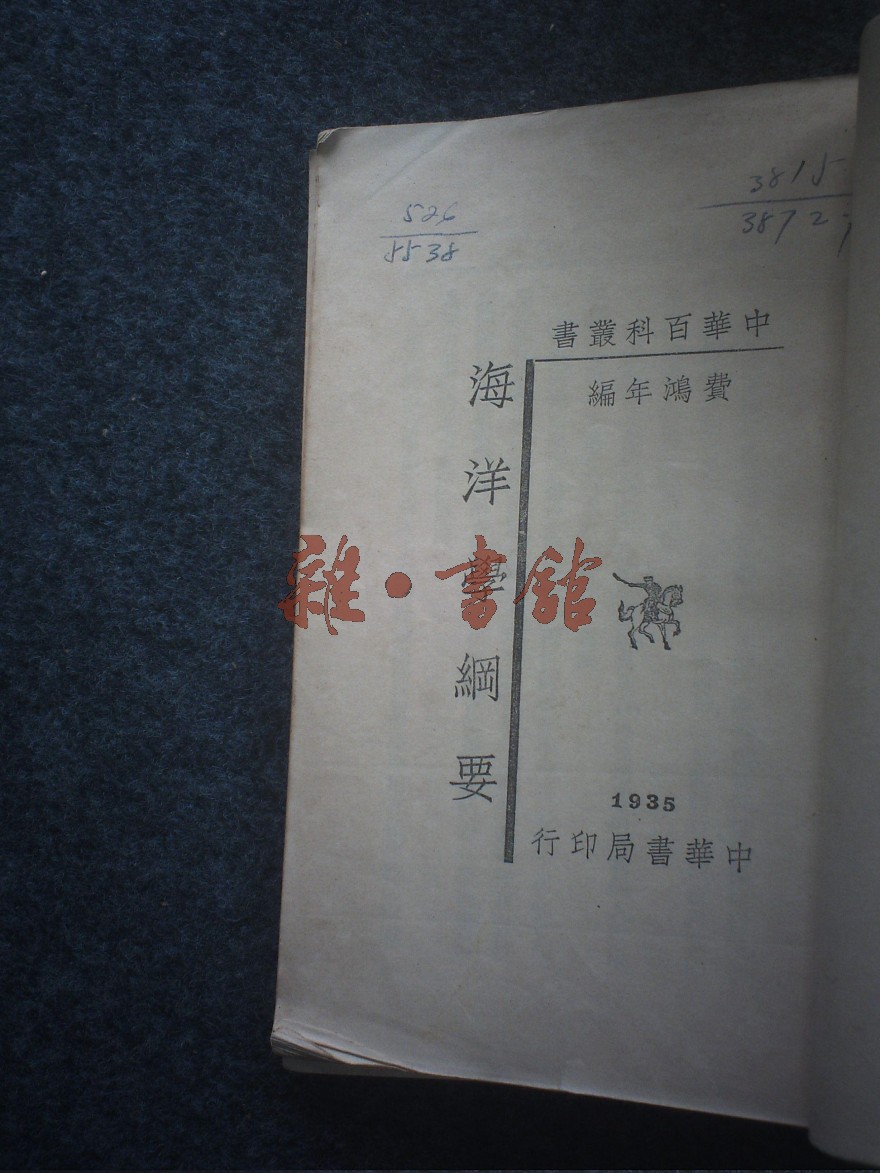 526
5538
3815
中華百科叢書
費鴻年編
海洋學綱要
雜·書館
1935
中華書局印行